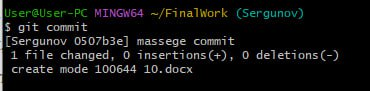 User@User-PC MINGW64 ~/FinalWork (Sergunov)
$ git commit
[Sergunov 0507b3e] massege commit
1 file changed, 0 insertions(+), 0 deletions(-)
create mode 100644 10.docx